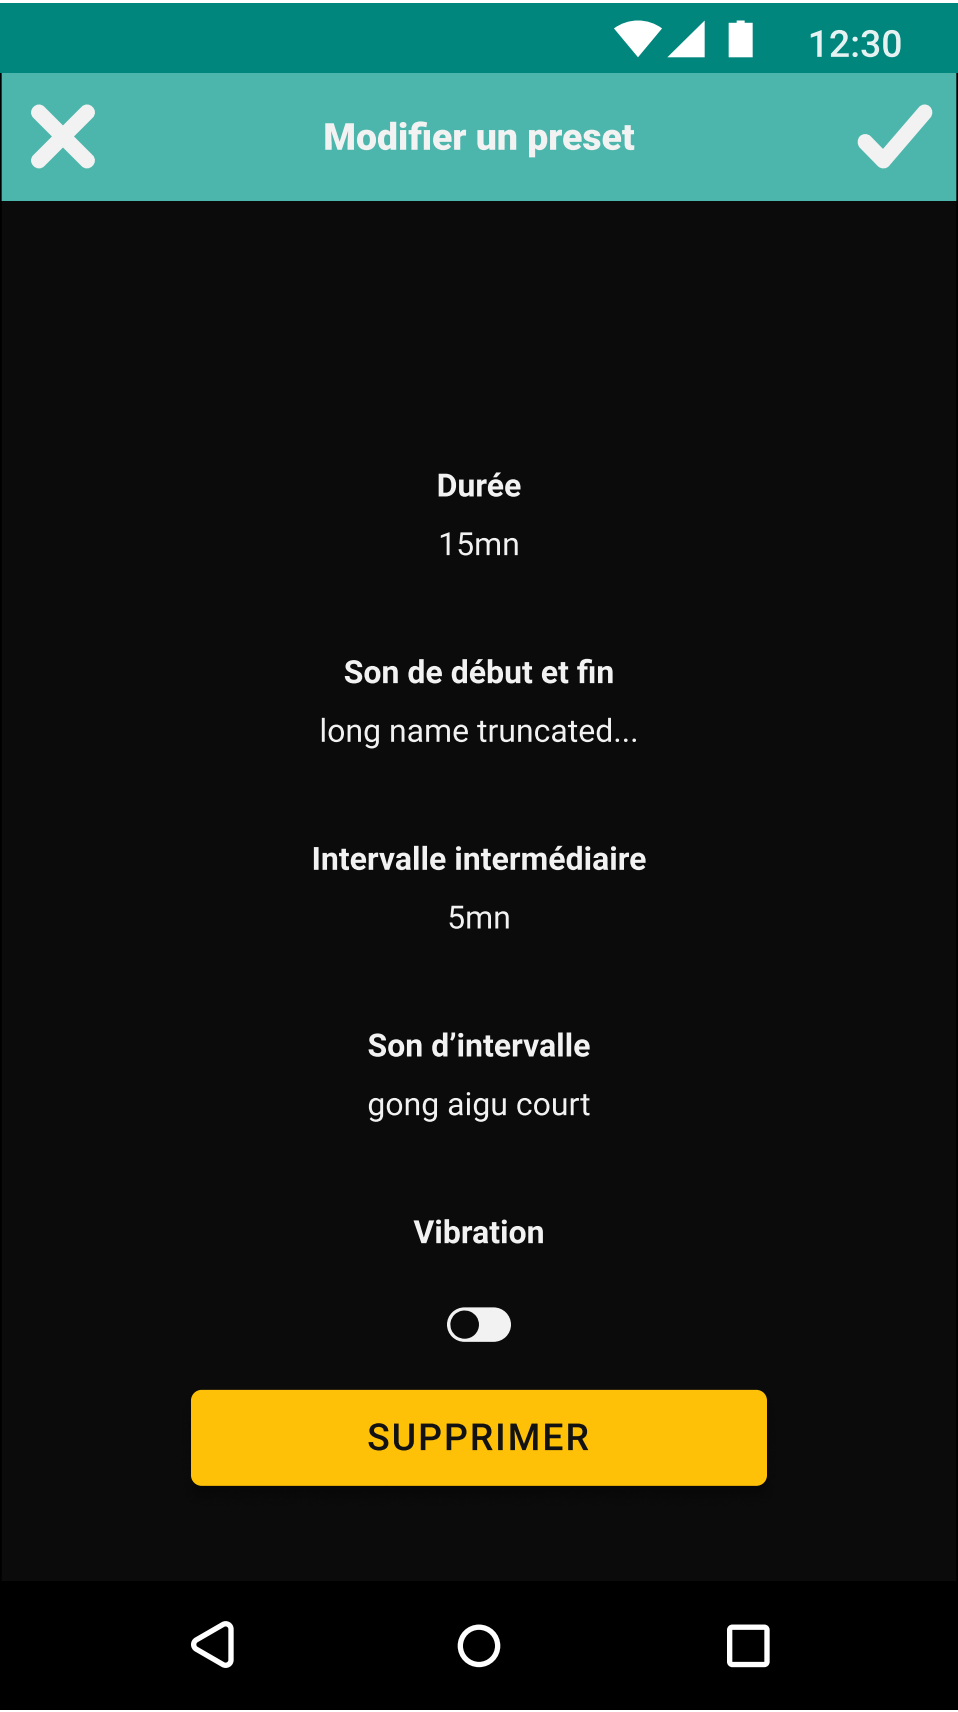 12:30
Modifier un preset
Durée
15mn
Son de début et fin
long name truncated...
Intervalle intermédiaire
5mn
Son d’intervalle
gong aigu court
Vibration
SUPPRIMER